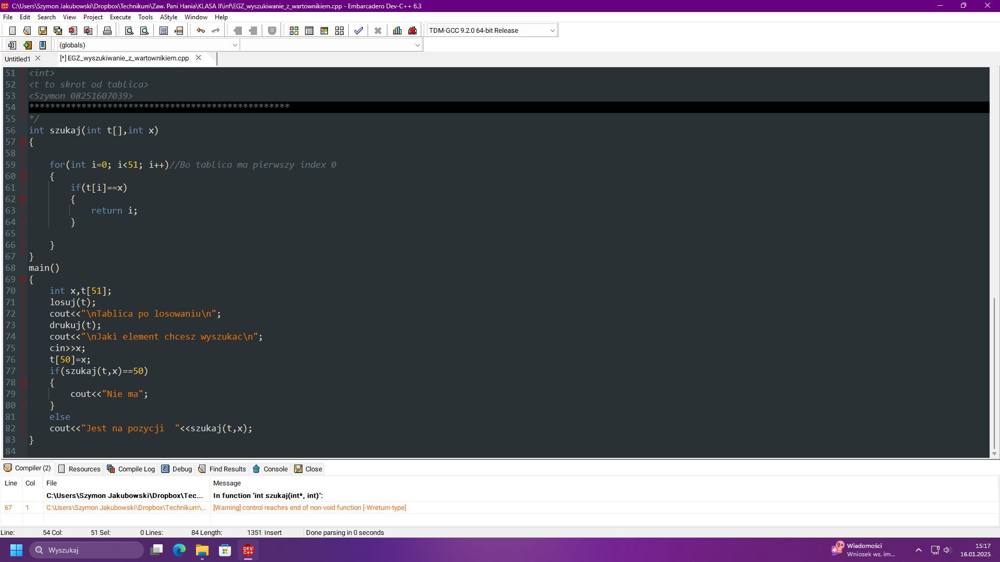 C:\Users\Szymon Jakubowski\Dropbox\Technikum\Zaw. Pani Hania\KLASA II\inf\EGZ_wyszukiwanie_z_wartownikiem.cpp - Embarcadero Dev-C++ 6.3
File Edit Search View Project Execute Tools AStyle Window Help
TDM-GCC 9.2.0 64-bit Release
(globals)
Untitled1 [*] EGZ_wyszukiwanie_z_wartownikiem.cpp
51 <int>
52 <t to skrot od tablica>
53 <Szymon 08251607039>
54 **************************************************
55 */
56 int szukaj(int t[],int x)
57 {
58
59 for(int i=0; i<51; i++)//Bo tablica ma pierwszy index 0
60 {
61 if(t[i]==x)
62 {
63 return i;
64 }
65
66 }
67 }
68 main()
69 {
70 int x,t[51];
71 losuj(t);
72 cout<<"\nTablica po losowaniu\n";
73 drukuj(t);
74 cout<<"\nJaki element chcesz wyszukac\n";
75 cin>>x;
76 t[50]=x;
77 if(szukaj(t,x)==50)
78 {
79 cout<<"Nie ma";
80 }
81 else
82 cout<<"Jest na pozycji  "<<szukaj(t,x);
83 }
84
Compiler (2) Resources Compile Log Debug Find Results Console Close
Line Col File Message
C:\Users\Szymon Jakubowski\Dropbox\Tec... In function 'int szukaj(int*, int)':
67 1 C:\Users\Szymon Jakubowski\Dropbox\Technikum\... [Warning] control reaches end of non-void function [-Wreturn-type]
Line: 54 Col: 51 Sel: 0 Lines: 84 Length: 1351 Insert Done parsing in 0 seconds
Wyszukaj
DEV C++
9+
Wiadomości
Wniosek ws. im...
15:17
16.01.2025